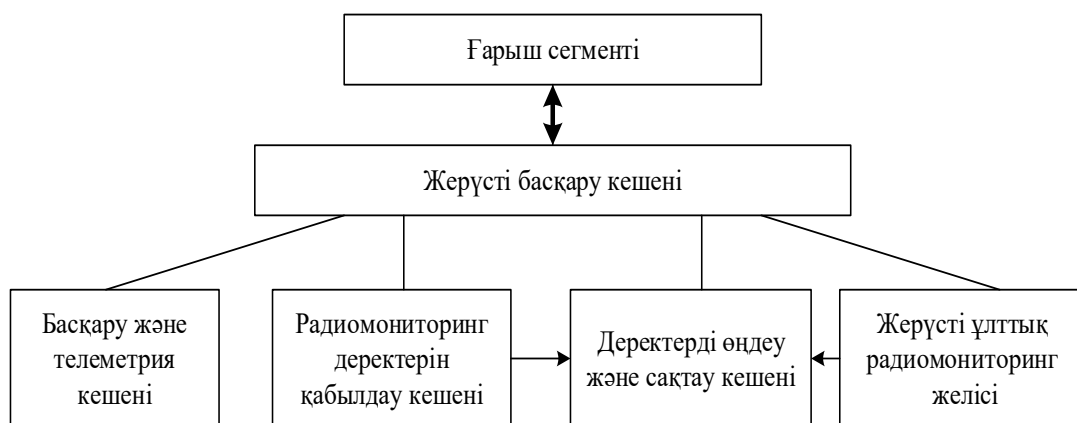 Ғарыш сегменті
Жерүсті басқару кешені
Басқару және
телеметрия
кешені
Радиомониторинг
деректерін
қабылдау кешені
Деректерді өңдеу
және сақтау кешені
Жерүсті ұлттық
радиомониторинг
желісі